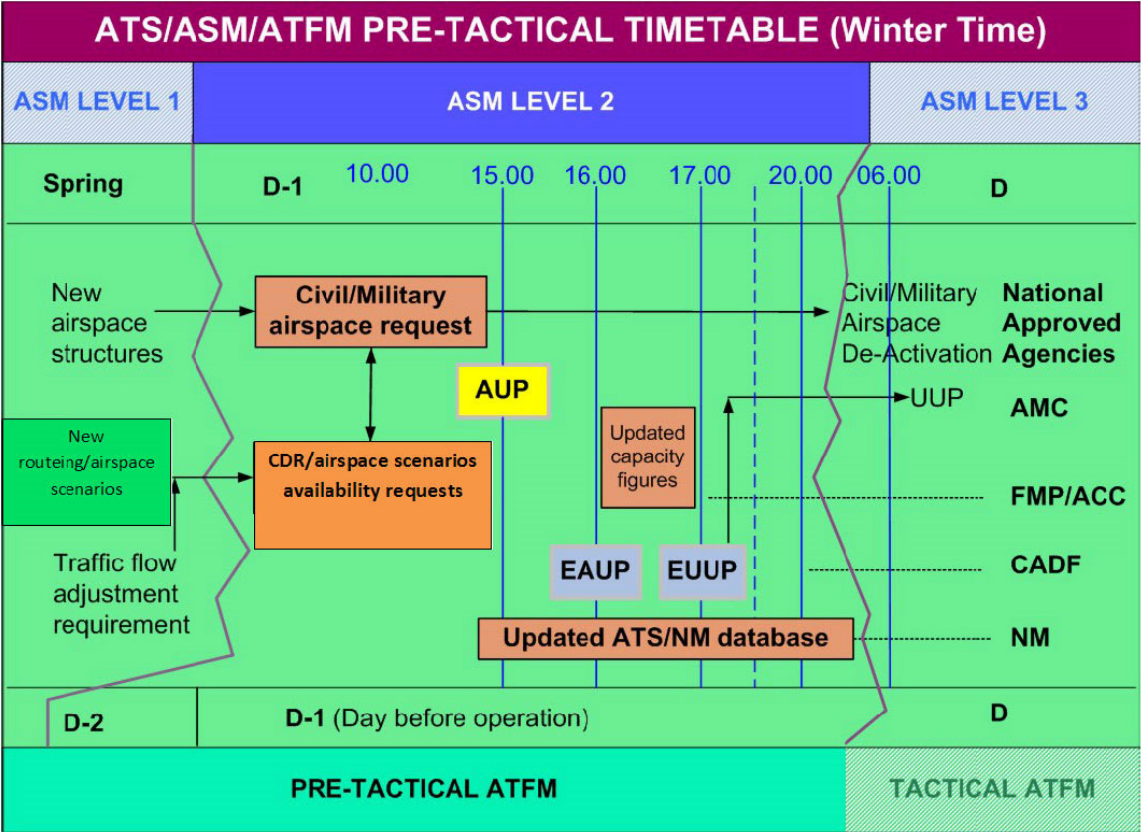 ATS/ASM/ATFM PRE-TACTICAL TIMETABLE (Winter Time)
ASM LEVEL 1
ASM LEVEL 2
ASM LEVEL 3
Spring
D-1
10.00
15.00
16.00
17.00
20.00
06.00
D
New
airspace
structures
Civil/Military
airspace request
Civil/Military
Airspace
De-Activation
National
Approved
Agencies
AUP
UUP
AMC
New
routeing/airspace
scenarios
CDR/airspace scenarios
availability requests
Updated
capacity
figures
FMP/ACC
Traffic flow
adjustment
requirement
EAUP
EUUP
CADF
Updated ATS/NM database
NM
D-2
D-1 (Day before operation)
D
PRE-TACTICAL ATFM
TACTICAL ATFM